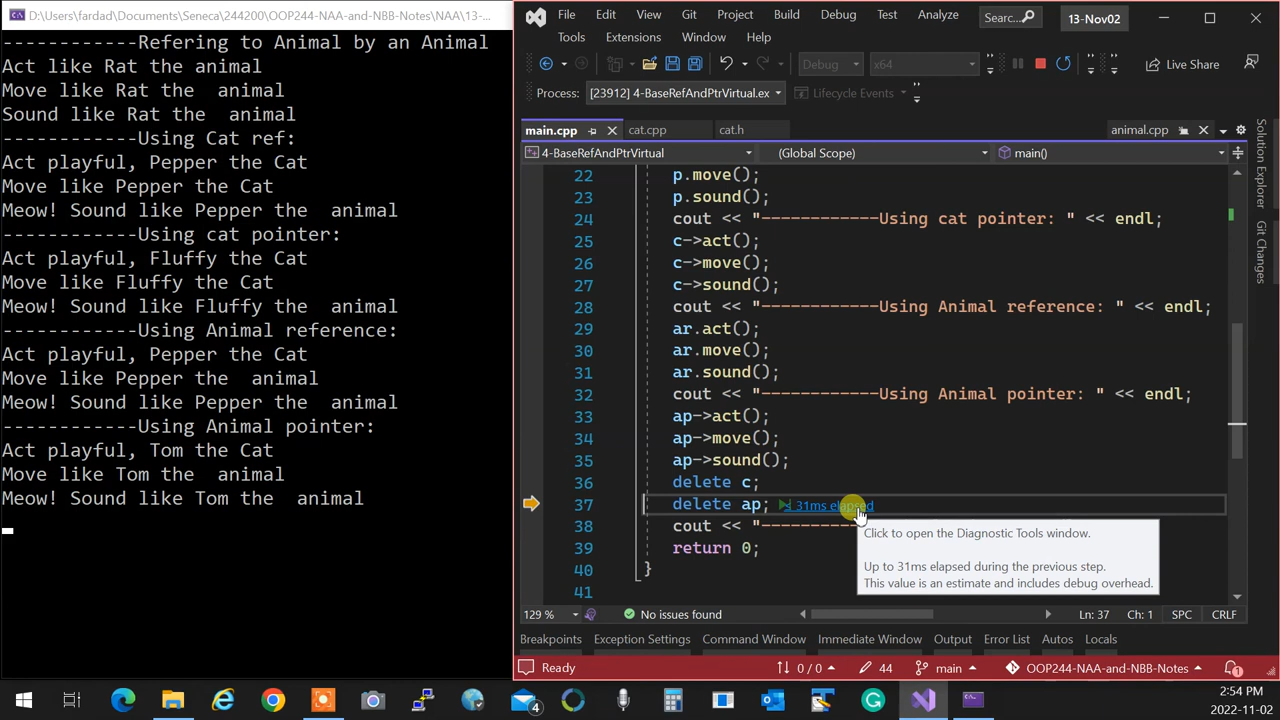 D:\Users\fardad\Documents\Seneca\244200\OOP244-NAA-and-NBB-Notes\NAA\13-...
------------Refering to Animal by an Animal
Act like Rat the animal
Move like Rat the  animal
Sound like Rat the  animal
------------Using Cat ref:
Act playful, Pepper the Cat
Move like Pepper the Cat
Meow! Sound like Pepper the  animal
------------Using cat pointer:
Act playful, Fluffy the Cat
Move like Fluffy the Cat
Meow! Sound like Fluffy the  animal
------------Using Animal reference:
Act playful, Pepper the Cat
Move like Pepper the  animal
Meow! Sound like Pepper the  animal
------------Using Animal pointer:
Act playful, Tom the Cat
Move like Tom the  animal
Meow! Sound like Tom the  animal
File Edit View Git Project Build Debug Test Analyze Searc... 13-Nov02
Tools Extensions Window Help
Debug x64 Live Share
Process: [23912] 4-BaseRefAndPtrVirtual.ex Lifecycle Events
main.cpp cat.cpp cat.h animal.cpp
4-BaseRefAndPtrVirtual (Global Scope) main()
22 p.move();
23 p.sound();
24 cout << "------------Using cat pointer: " << endl;
25 c->act();
26 c->move();
27 c->sound();
28 cout << "------------Using Animal reference: " << endl;
29 ar.act();
30 ar.move();
31 ar.sound();
32 cout << "------------Using Animal pointer: " << endl;
33 ap->act();
34 ap->move();
35 ap->sound();
36 delete c;
37 delete ap; 31ms elapsed
38 cout << "------------
39 return 0;
40 }
41
Click to open the Diagnostic Tools window.
Up to 31ms elapsed during the previous step.
This value is an estimate and includes debug overhead.
Solution Explorer
Git Changes
129 % No issues found Ln: 37 Ch: 1 SPC CRLF
Breakpoints Exception Settings Command Window Immediate Window Output Error List Autos Locals
Ready 0 / 0 44 main OOP244-NAA-and-NBB-Notes 1
4
2:54 PM
2022-11-02